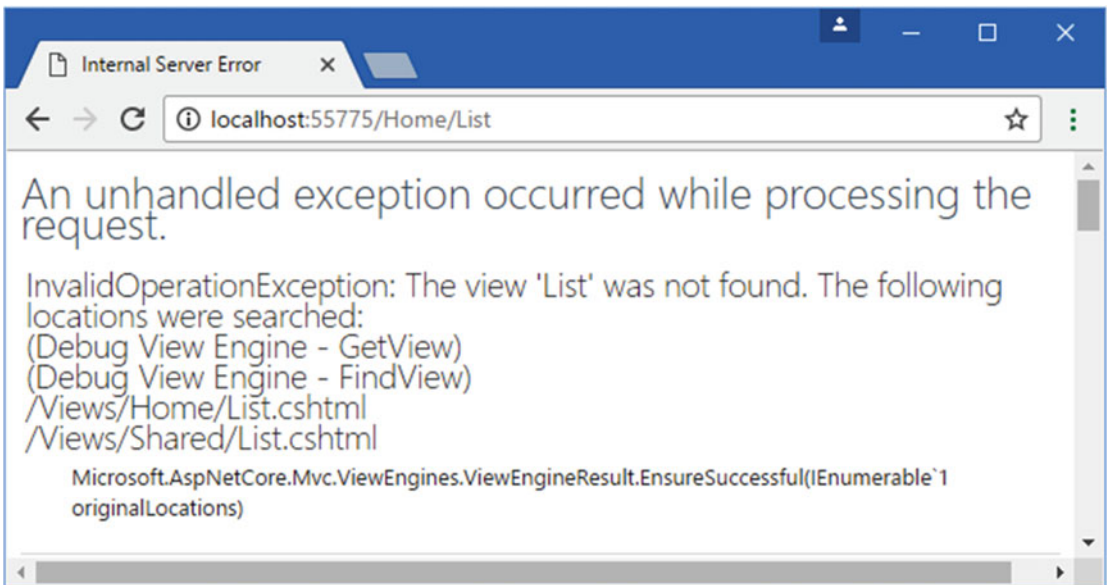 Internal Server Error
localhost:55775/Home/List
An unhandled exception occurred while processing the
request.
InvalidOperationException: The view 'List' was not found. The following
locations were searched:
(Debug View Engine - GetView)
(Debug View Engine - FindView)
/Views/Home/List.cshtml
/Views/Shared/List.cshtml
Microsoft.AspNetCore.Mvc.ViewEngines.ViewEngineResult.EnsureSuccessful(IEnumerable`1
originalLocations)